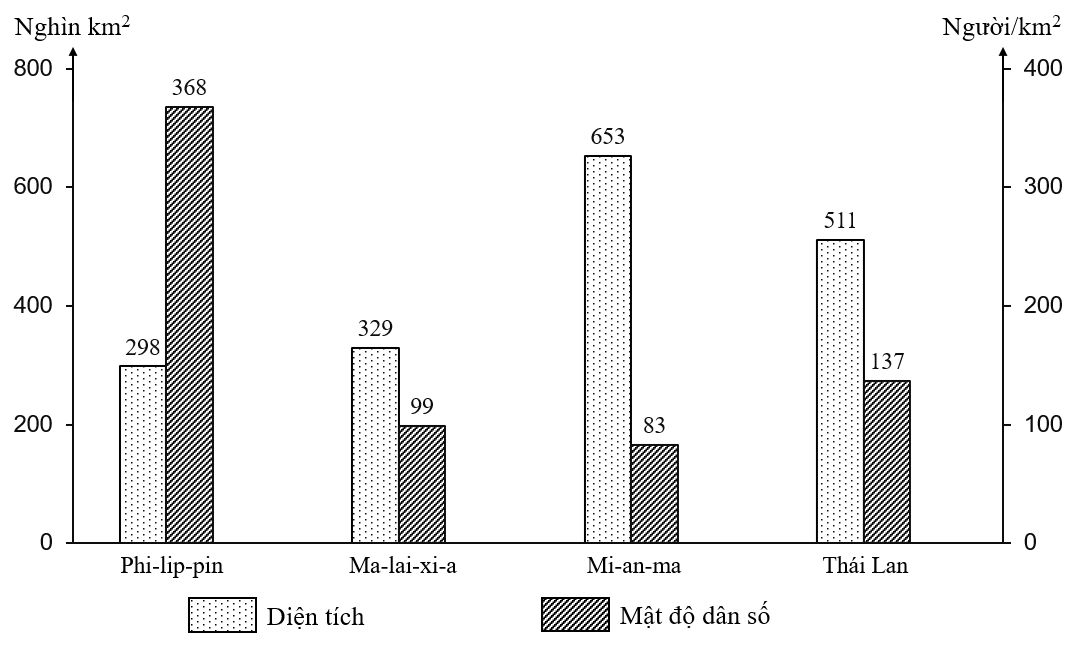 Nghìn km²
Người/km²
800
400
368
653
600
300
511
400
200
298
329
137
99
83
200
100
0
0
Phi-lip-pin
Ma-lai-xi-a
Mi-an-ma
Thái Lan
Diện tích
Mật độ dân số